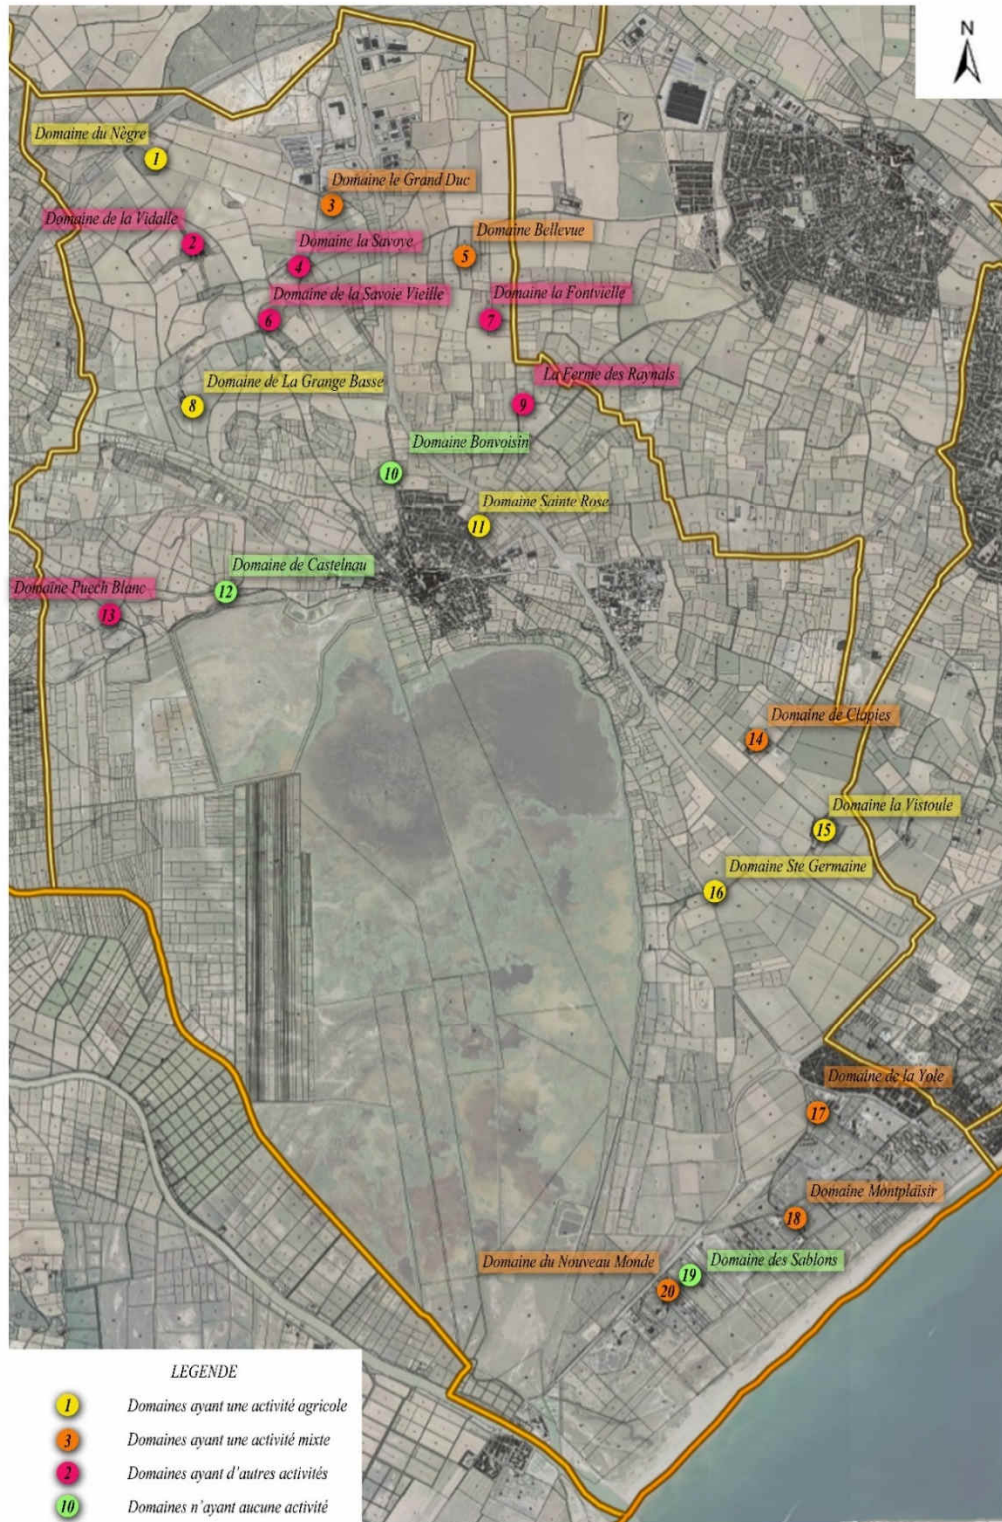 N
Domaine du Nègre
1
Domaine le Grand Duc
3
Domaine de la Vidalle
2
Domaine la Savoye
4
Domaine Bellevue
5
Domaine de la Savoie Vieille
6
Domaine la Fontvielle
7
Domaine de La Grange Basse
8
La Ferme des Raynals
9
Domaine Bonvoisin
10
Domaine Sainte Rose
11
Domaine de Castelnau
12
Domaine Puech Blanc
13
Domaine de Clapies
14
Domaine la Vistoule
15
Domaine Ste Germaine
16
Domaine de la Yole
17
Domaine Montplaisir
18
Domaine du Nouveau Monde
20
Domaine des Sablons
19
LEGENDE
1 Domaines ayant une activité agricole
3 Domaines ayant une activité mixte
2 Domaines ayant d'autres activités
10 Domaines n'ayant aucune activité